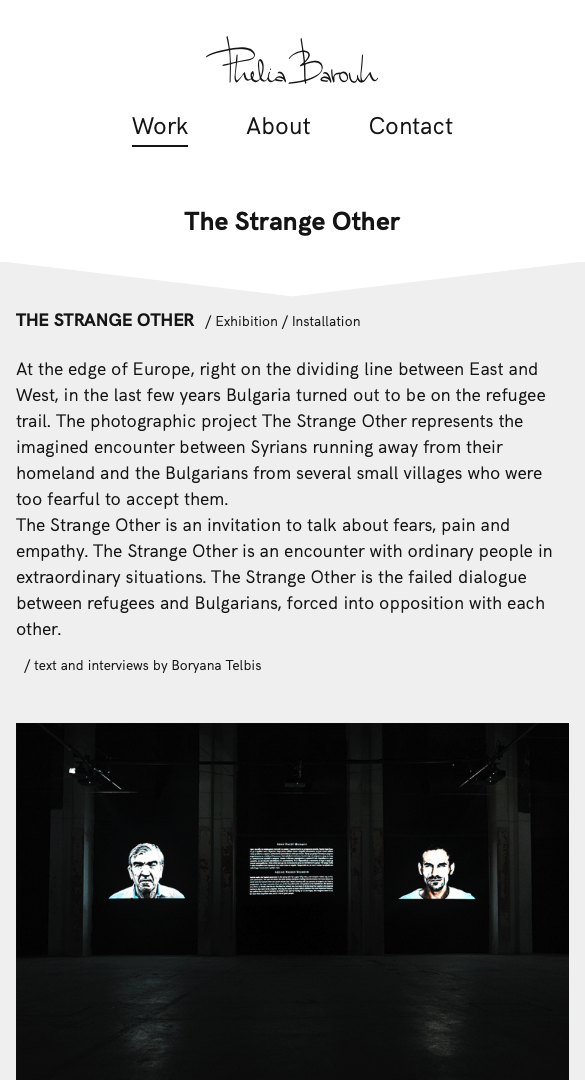 Phelia Barouh
Work About Contact
The Strange Other
THE STRANGE OTHER / Exhibition / Installation
At the edge of Europe, right on the dividing line between East and
West, in the last few years Bulgaria turned out to be on the refugee
trail. The photographic project The Strange Other represents the
imagined encounter between Syrians running away from their
homeland and the Bulgarians from several small villages who were
too fearful to accept them.
The Strange Other is an invitation to talk about fears, pain and
empathy. The Strange Other is an encounter with ordinary people in
extraordinary situations. The Strange Other is the failed dialogue
between refugees and Bulgarians, forced into opposition with each
other.
/ text and interviews by Boryana Telbis